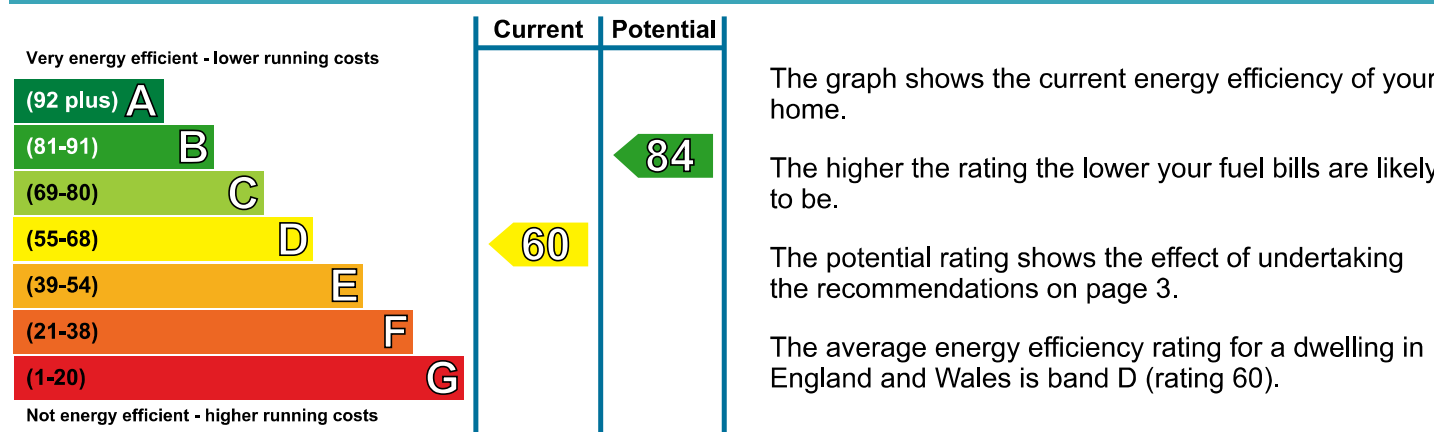 Current Potential
Very energy efficient - lower running costs
(92 plus) A
(81-91) B
(69-80) C
(55-68) D
(39-54) E
(21-38) F
(1-20) G
Not energy efficient - higher running costs
84
60
The graph shows the current energy efficiency of your
home.
The higher the rating the lower your fuel bills are likely
to be.
The potential rating shows the effect of undertaking
the recommendations on page 3.
The average energy efficiency rating for a dwelling in
England and Wales is band D (rating 60).